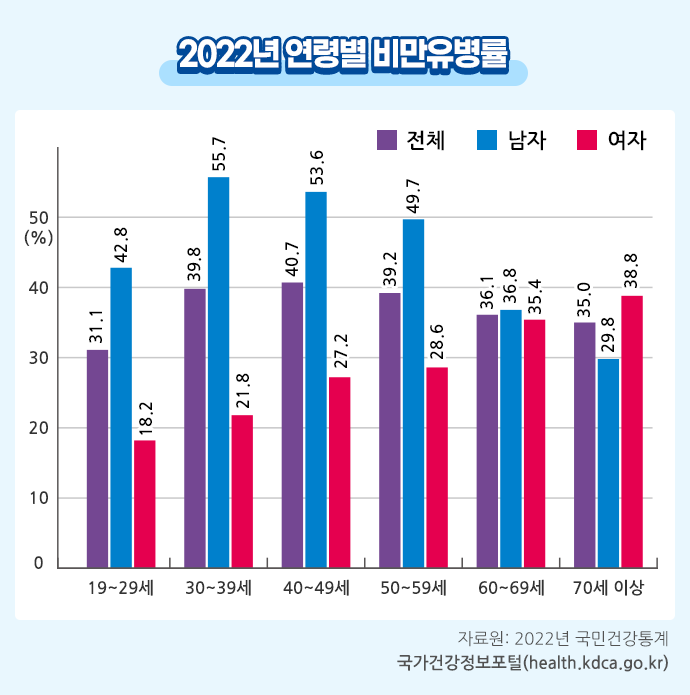 2022년 연령별 비만유병률
전체 남자 여자
50
(%)
40
30
20
10
0
31.1 42.8 18.2
39.8 55.7 21.8
40.7 53.6 27.2
39.2 49.7 28.6
36.1 36.8 35.4
35.0 29.8 38.8
19~29세 30~39세 40~49세 50~59세 60~69세 70세 이상
자료원: 2022년 국민건강통계
국가건강정보포털(health.kdca.go.kr)